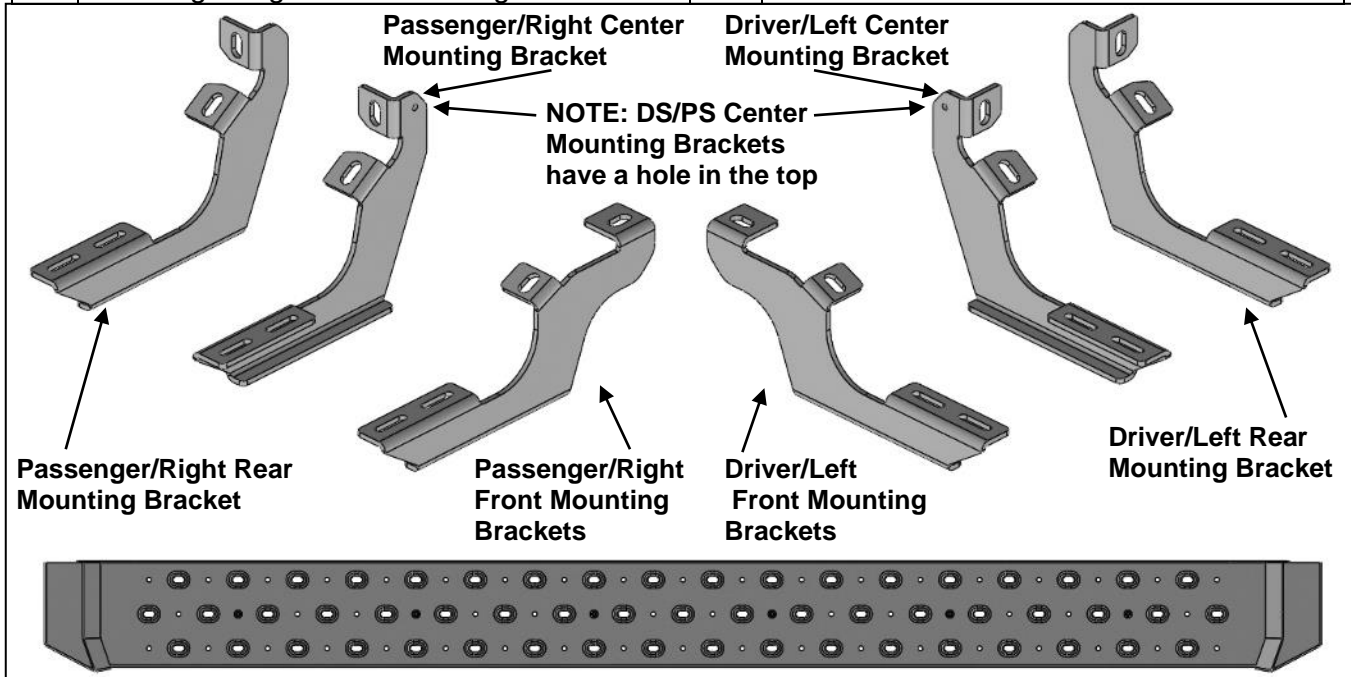 Passenger/Right Center
Mounting Bracket
Driver/Left Center
Mounting Bracket
NOTE: DS/PS Center
Mounting Brackets
have a hole in the top
Passenger/Right Rear
Mounting Bracket
Passenger/Right
Front Mounting
Brackets
Driver/Left
Front Mounting
Brackets
Driver/Left Rear
Mounting Bracket